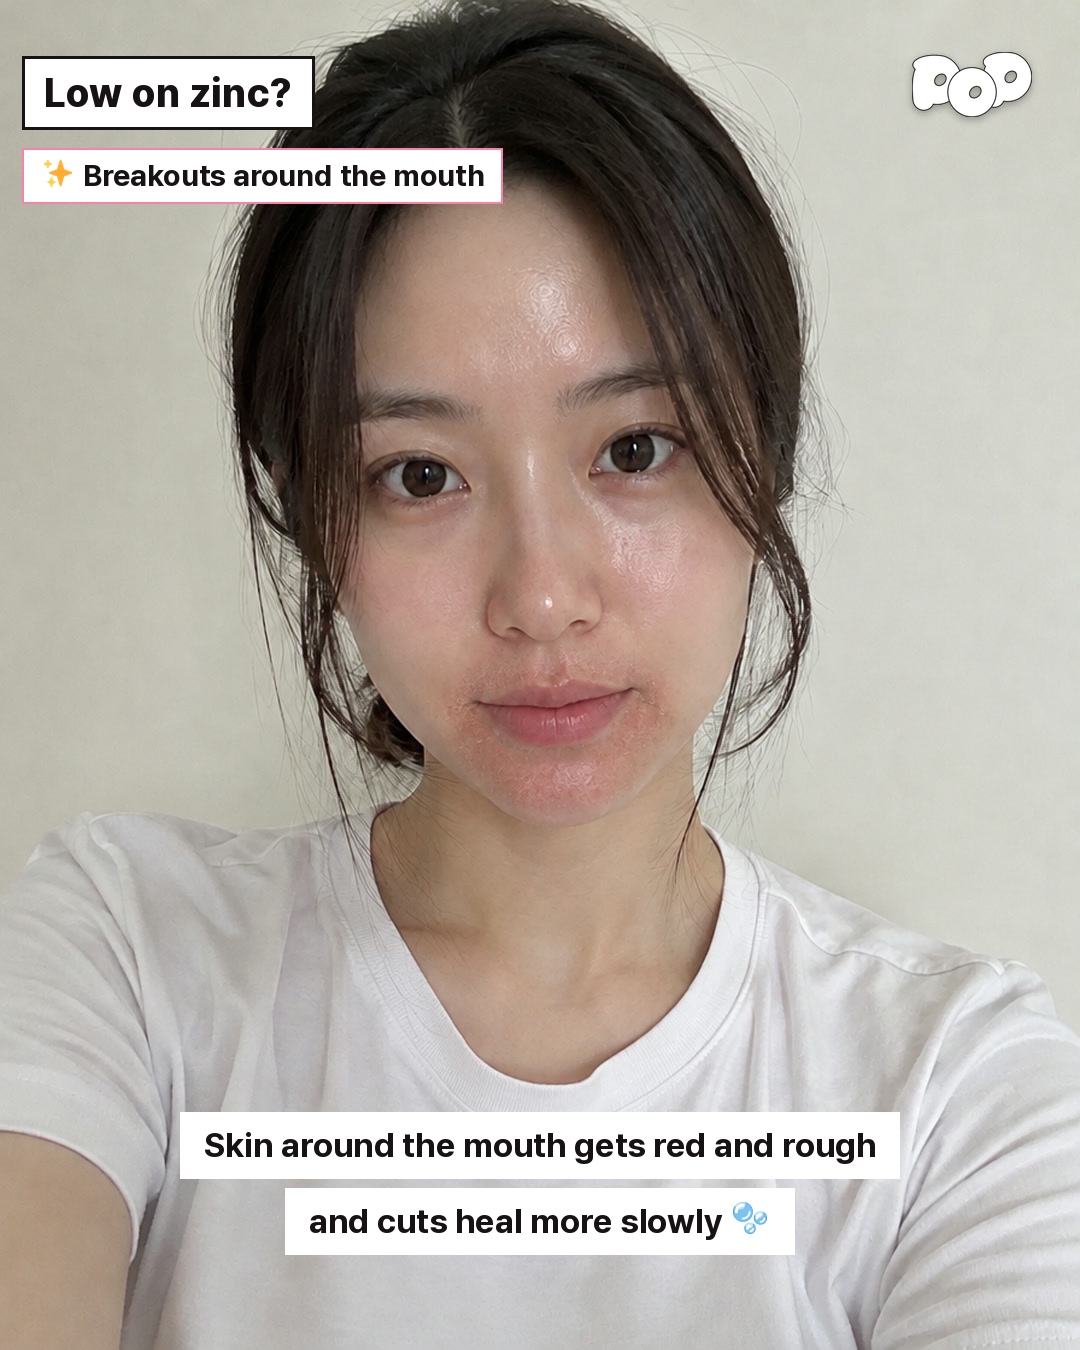 Low on zinc?
POP
✨ Breakouts around the mouth
Skin around the mouth gets red and rough
and cuts heal more slowly 🫧